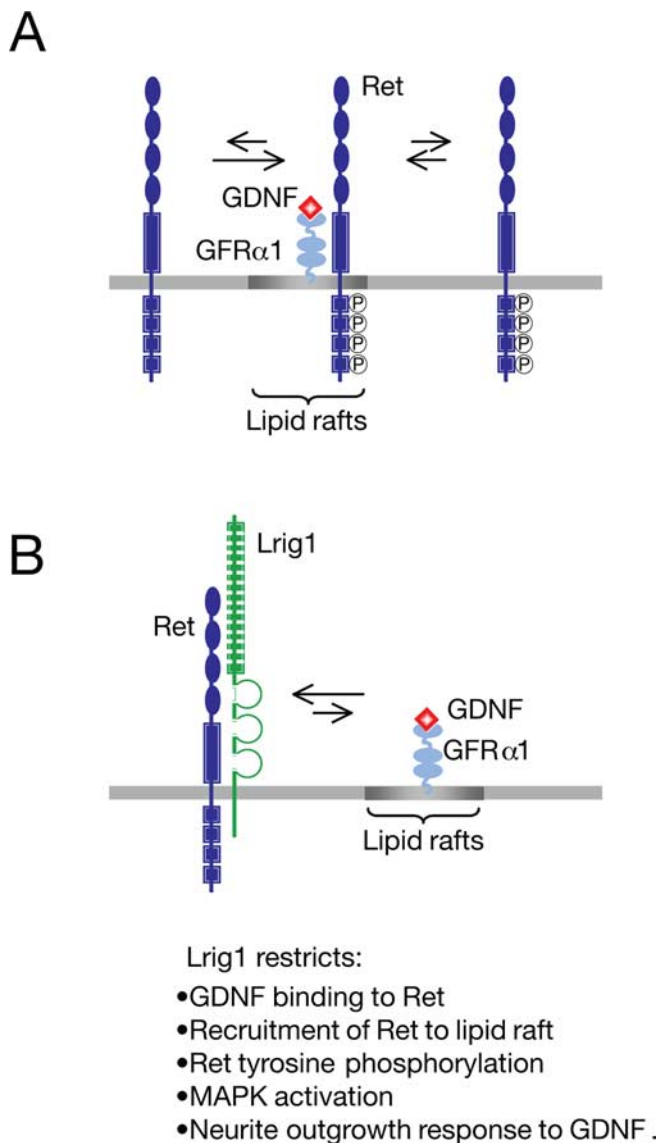 A
Ret
GDNF
GFRα1
P
P
P
P
P
P
P
P
Lipid rafts
B
Lrig1
Ret
GDNF
GFRα1
Lipid rafts
Lrig1 restricts:
•GDNF binding to Ret
•Recruitment of Ret to lipid raft
•Ret tyrosine phosphorylation
•MAPK activation
•Neurite outgrowth response to GDNF.